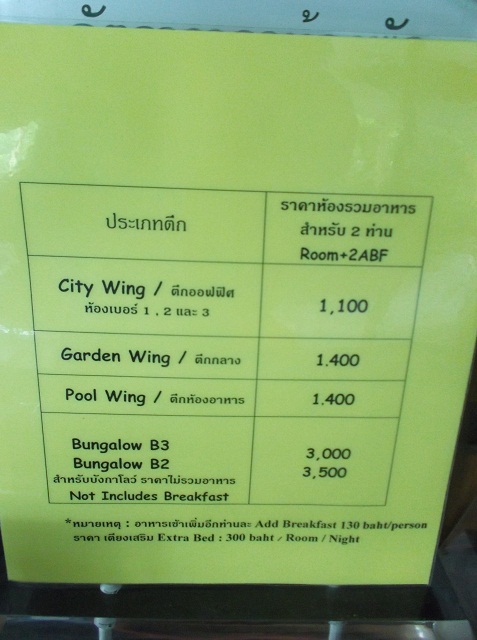 ประเภทตึก
ราคาห้องรวมอาหาร
สำหรับ 2 ท่าน
Room+2ABF
City Wing / ตึกออฟฟิศ
ห้องเบอร์ 1 , 2 และ 3
1,100
Garden Wing / ตึกกลาง
1.400
Pool Wing / ตึกห้องอาหาร
1.400
Bungalow B3
3,000
Bungalow B2
3,500
สำหรับบังกาโลว์ ราคาไม่รวมอาหาร
Not Includes Breakfast
*หมายเหตุ : อาหารเช้าเพิ่มอีกท่านละ Add Breakfast 130 baht/person
ราคา เตียงเสริม Extra Bed : 300 baht / Room / Night